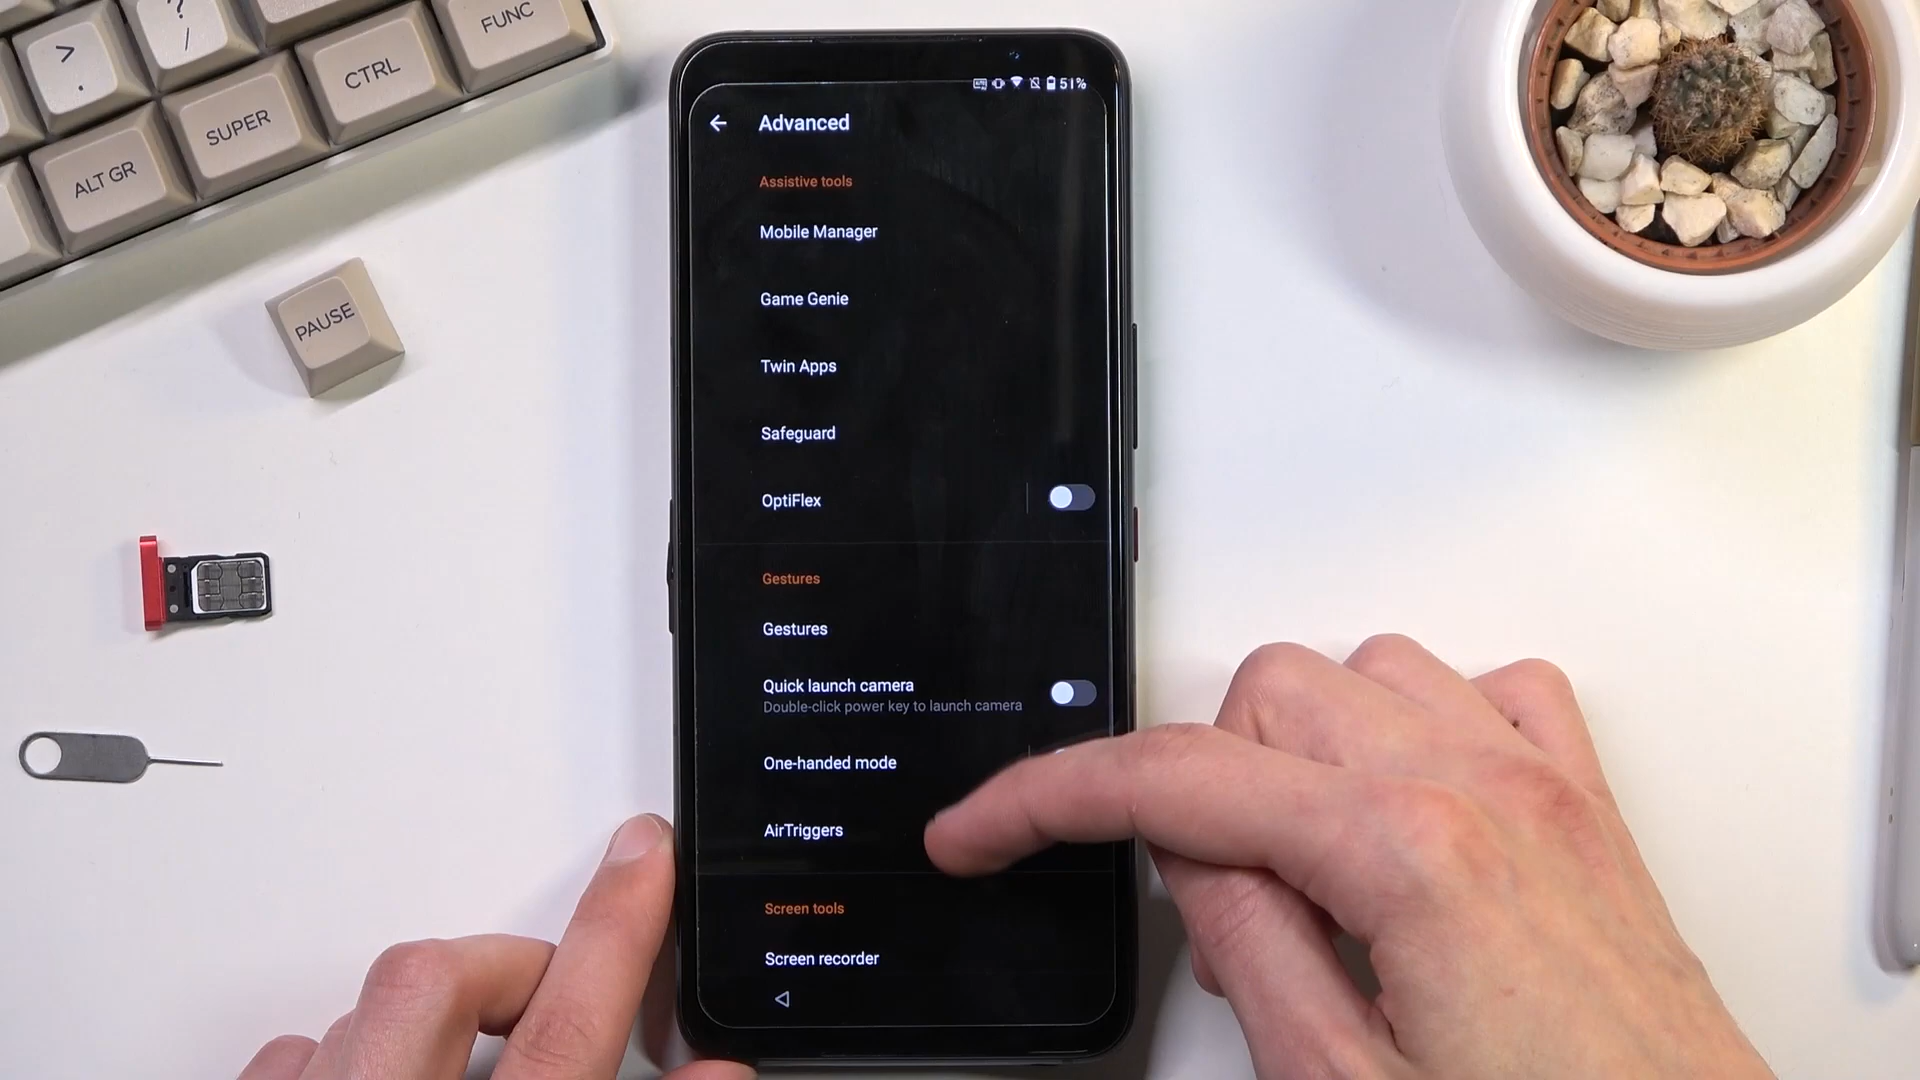 FUNC
>
.
?
/
CTRL
SUPER
ALT GR
PAUSE
51%
Advanced
Assistive tools
Mobile Manager
Game Genie
Twin Apps
Safeguard
OptiFlex
Gestures
Gestures
Quick launch camera
Double-click power key to launch camera
One-handed mode
AirTriggers
Screen tools
Screen recorder